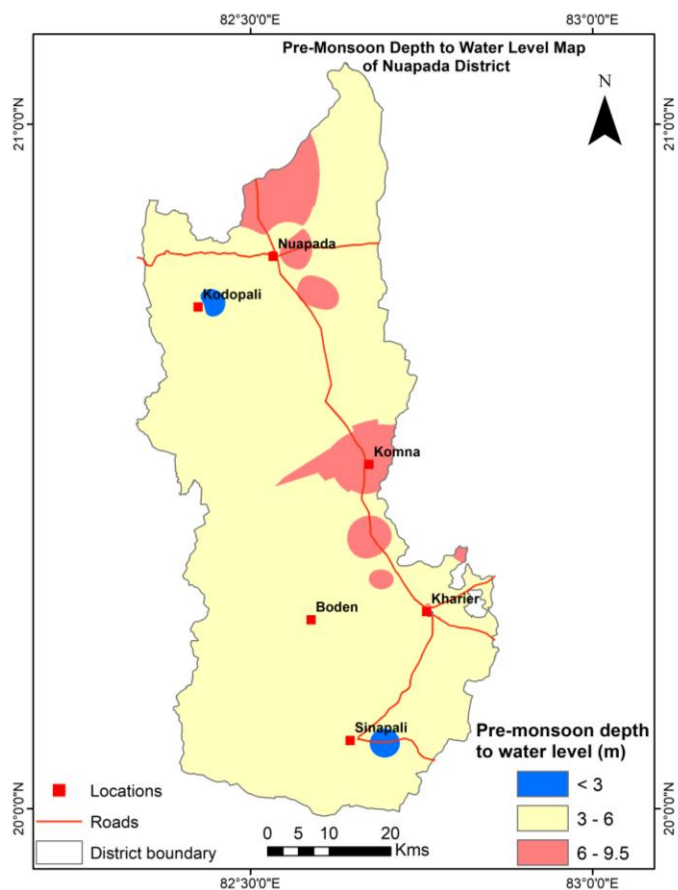 82°30'0"E
83°0'0"E
Pre-Monsoon Depth to Water Level Map
of Nuapada District
N
21°0'0"N
21°0'0"N
Nuapada
Kodopali
Komna
Boden
Kharier
Sinapali
Pre-monsoon depth
to water level (m)
< 3
3 - 6
6 - 9.5
Locations
Roads
District boundary
0 5 10 20
Kms
20°0'0"N
20°0'0"N
82°30'0"E
83°0'0"E